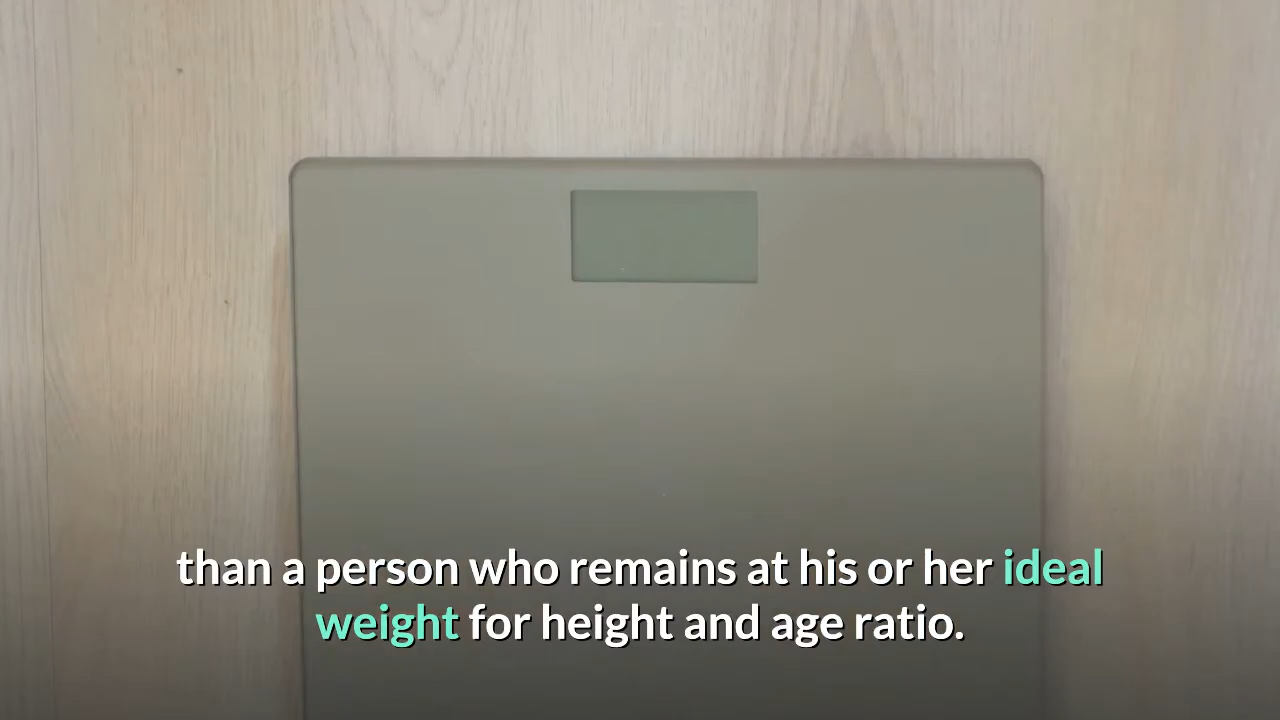 than a person who remains at his or her ideal
weight for height and age ratio.